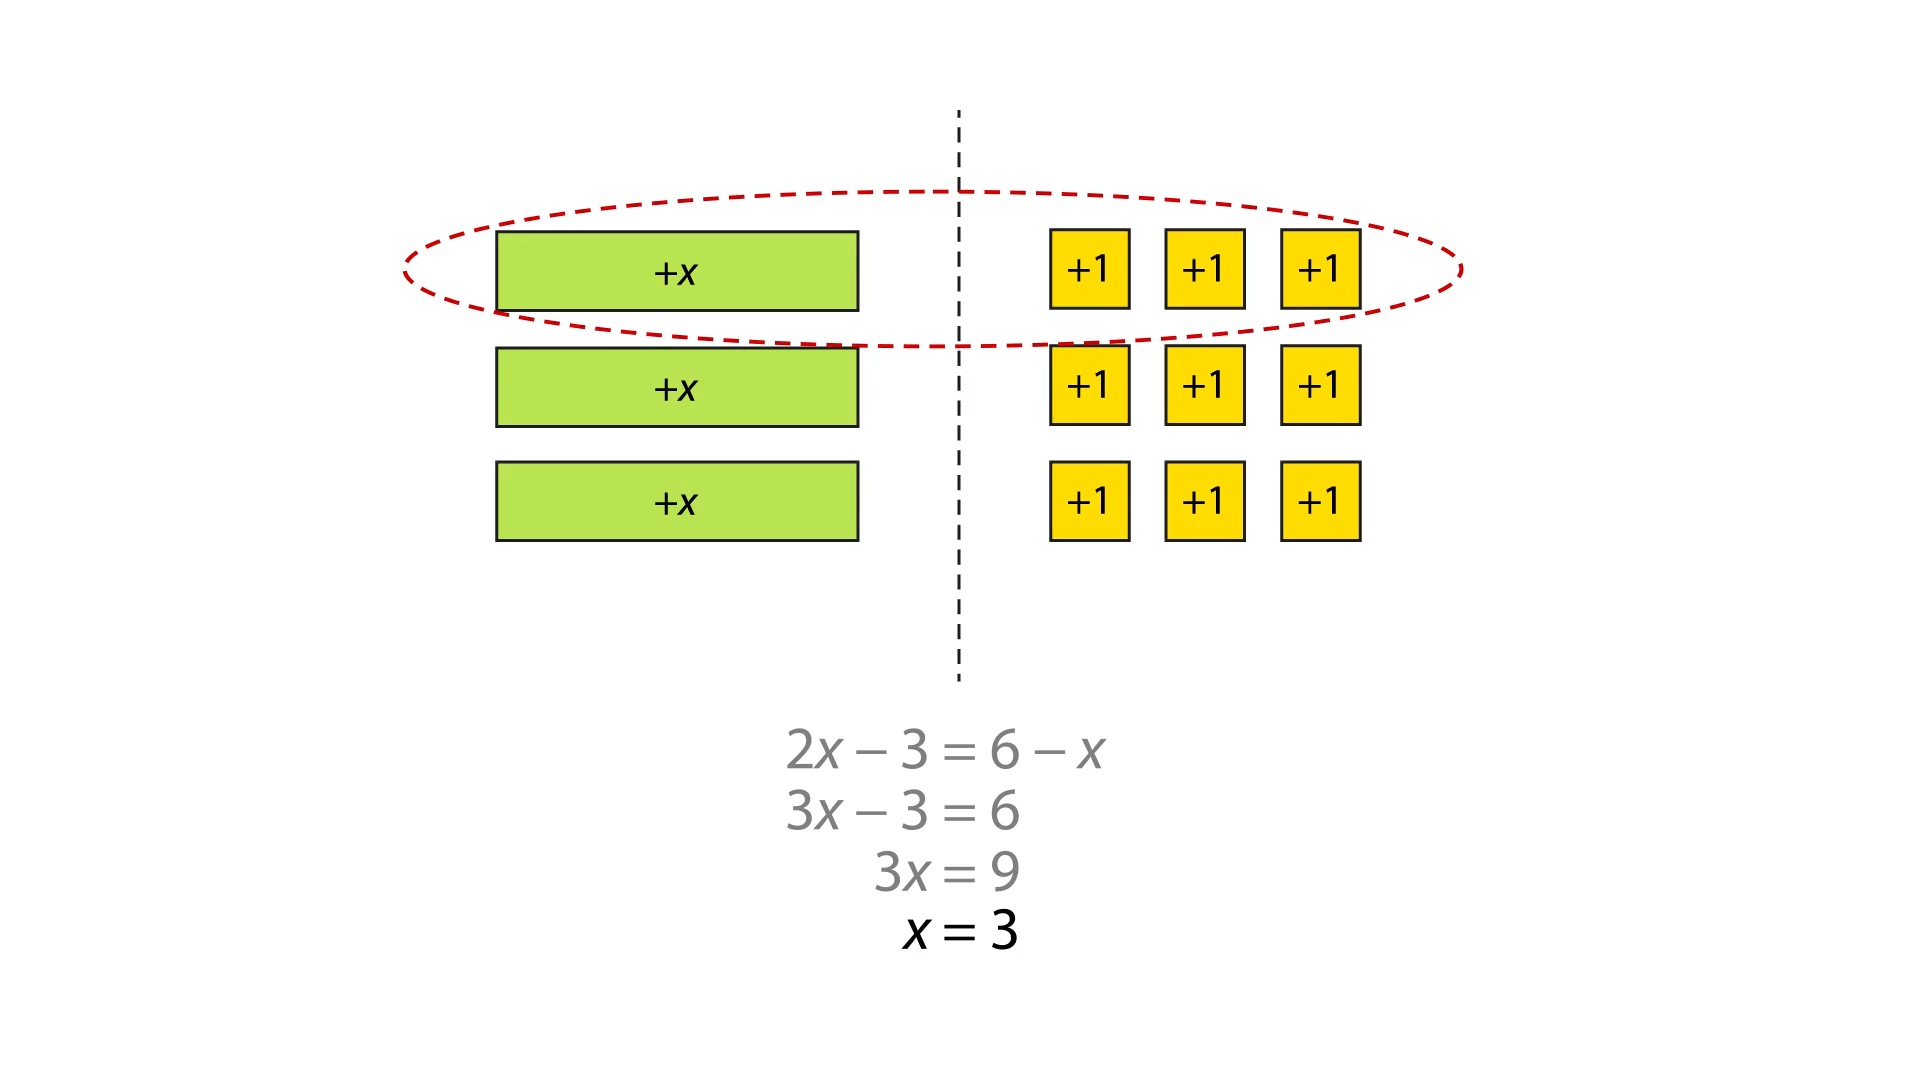 +x +1 +1 +1
+x +1 +1 +1
+x +1 +1 +1
2x – 3 = 6 – x
3x – 3 = 6
3x = 9
x = 3